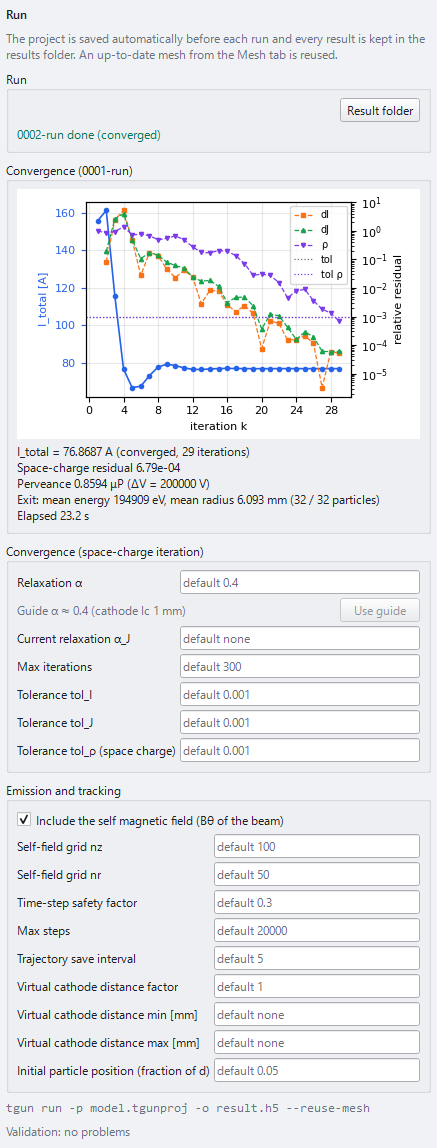 Run
The project is saved automatically before each run and every result is kept in the
results folder. An up-to-date mesh from the Mesh tab is reused.
Run
Result folder
0002-run done (converged)
Convergence (0001-run)
160
140
120
100
80
I_total [A]
0 4 8 12 16 20 24 28
iteration k
dI
dJ
ρ
tol
tol ρ
10¹
10⁰
10⁻¹
10⁻²
10⁻³
10⁻⁴
10⁻⁵
relative residual
I_total = 76.8687 A (converged, 29 iterations)
Space-charge residual 6.79e-04
Perveance 0.8594 µP (ΔV = 200000 V)
Exit: mean energy 194909 eV, mean radius 6.093 mm (32 / 32 particles)
Elapsed 23.2 s
Convergence (space-charge iteration)
Relaxation α default 0.4
Guide α ≈ 0.4 (cathode lc 1 mm) Use guide
Current relaxation α_J default none
Max iterations default 300
Tolerance tol_I default 0.001
Tolerance tol_J default 0.001
Tolerance tol_ρ (space charge) default 0.001
Emission and tracking
Include the self magnetic field (Bθ of the beam)
Self-field grid nz default 100
Self-field grid nr default 50
Time-step safety factor default 0.3
Max steps default 20000
Trajectory save interval default 5
Virtual cathode distance factor default 1
Virtual cathode distance min [mm] default none
Virtual cathode distance max [mm] default none
Initial particle position (fraction of d) default 0.05
tgun run -p model.tgunproj -o result.h5 --reuse-mesh
Validation: no problems